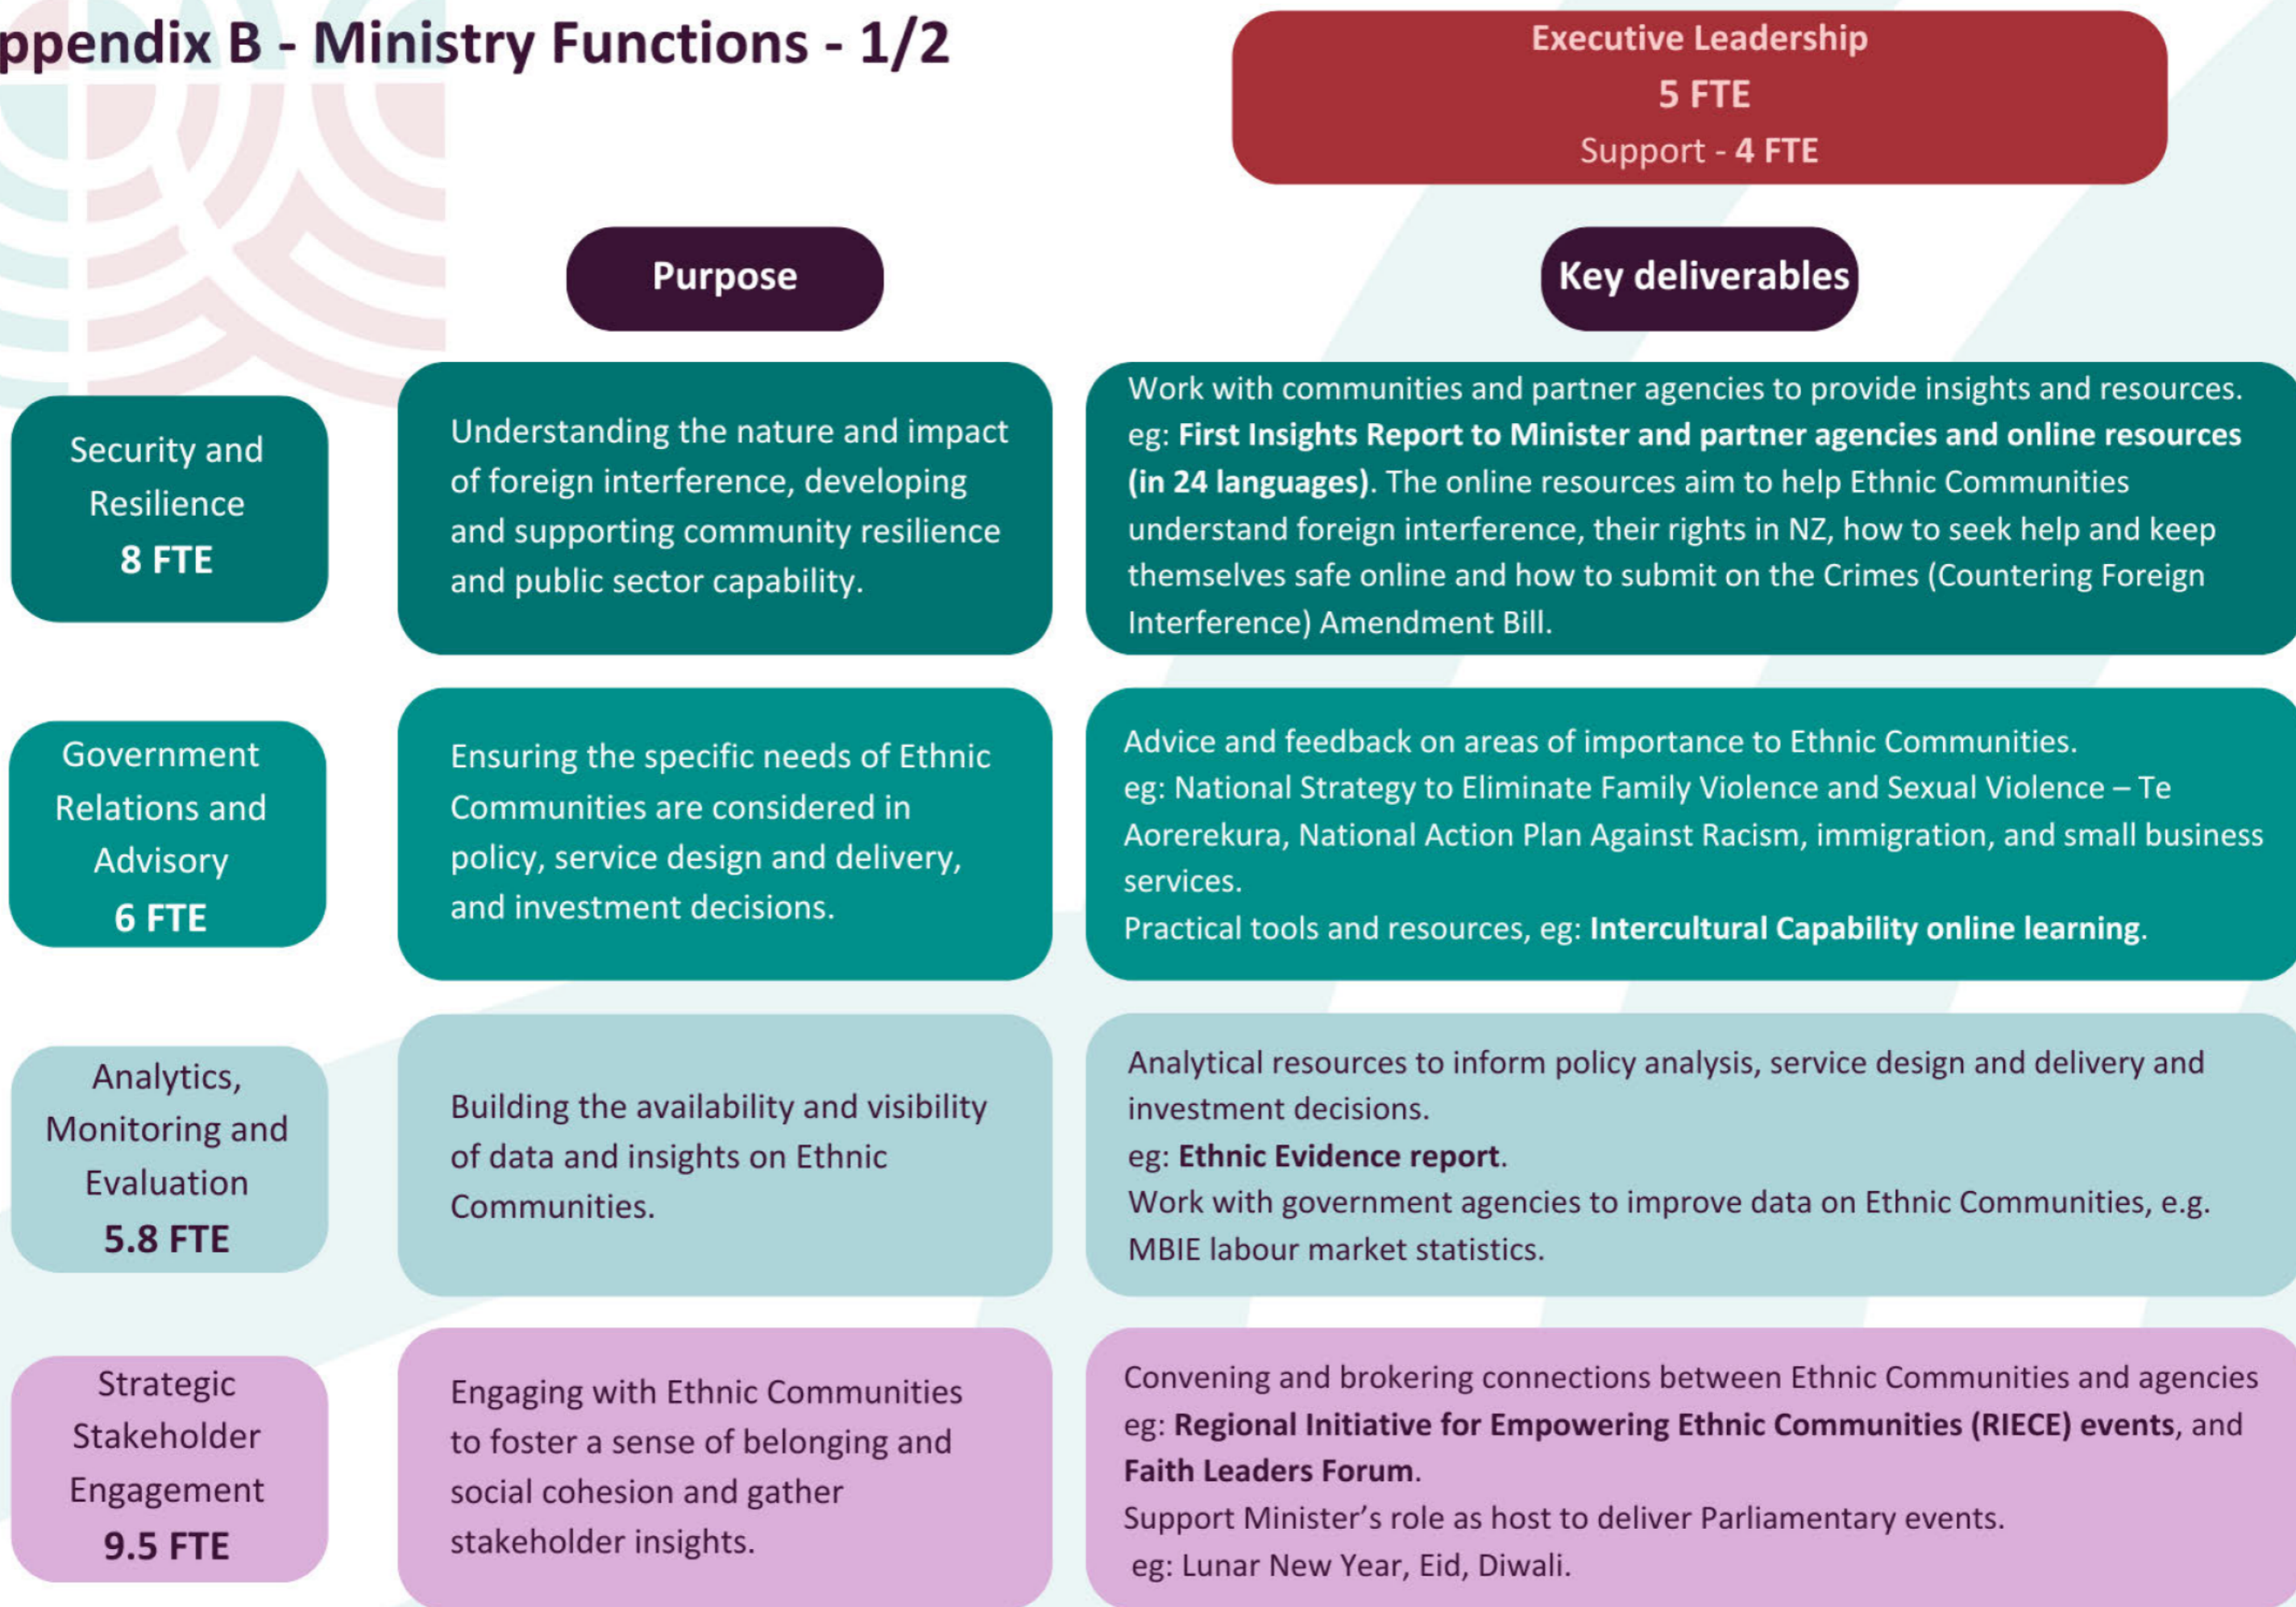 ppendix B - Ministry Functions - 1/2
Executive Leadership
5 FTE
Support - 4 FTE
Purpose
Key deliverables
Security and
Resilience
8 FTE
Understanding the nature and impact
of foreign interference, developing
and supporting community resilience
and public sector capability.
Work with communities and partner agencies to provide insights and resources.
eg: First Insights Report to Minister and partner agencies and online resources
(in 24 languages). The online resources aim to help Ethnic Communities
understand foreign interference, their rights in NZ, how to seek help and keep
themselves safe online and how to submit on the Crimes (Countering Foreign
Interference) Amendment Bill.
Government
Relations and
Advisory
6 FTE
Ensuring the specific needs of Ethnic
Communities are considered in
policy, service design and delivery,
and investment decisions.
Advice and feedback on areas of importance to Ethnic Communities.
eg: National Strategy to Eliminate Family Violence and Sexual Violence – Te
Aorerekura, National Action Plan Against Racism, immigration, and small business
services.
Practical tools and resources, eg: Intercultural Capability online learning.
Analytics,
Monitoring and
Evaluation
5.8 FTE
Building the availability and visibility
of data and insights on Ethnic
Communities.
Analytical resources to inform policy analysis, service design and delivery and
investment decisions.
eg: Ethnic Evidence report.
Work with government agencies to improve data on Ethnic Communities, e.g.
MBIE labour market statistics.
Strategic
Stakeholder
Engagement
9.5 FTE
Engaging with Ethnic Communities
to foster a sense of belonging and
social cohesion and gather
stakeholder insights.
Convening and brokering connections between Ethnic Communities and agencies
eg: Regional Initiative for Empowering Ethnic Communities (RIECE) events, and
Faith Leaders Forum.
Support Minister’s role as host to deliver Parliamentary events.
eg: Lunar New Year, Eid, Diwali.